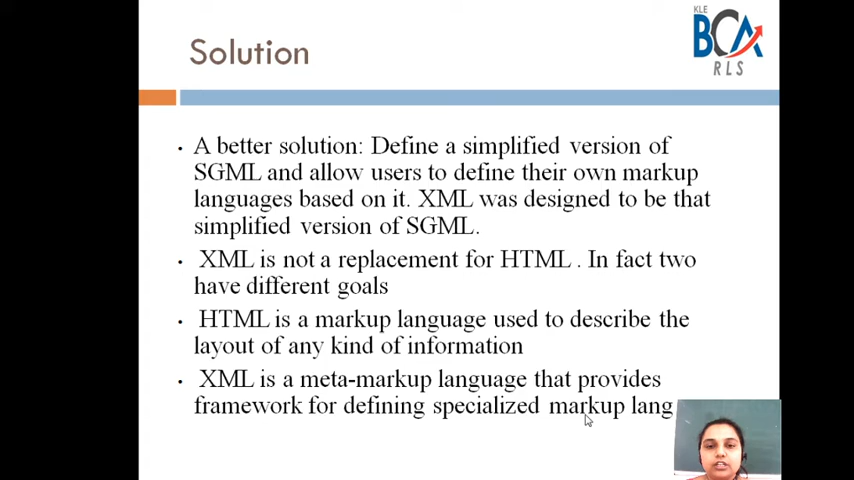 Solution
KLE
BCA
RLS
• A better solution: Define a simplified version of
SGML and allow users to define their own markup
languages based on it. XML was designed to be that
simplified version of SGML.
• XML is not a replacement for HTML . In fact two
have different goals
• HTML is a markup language used to describe the
layout of any kind of information
• XML is a meta-markup language that provides
framework for defining specialized markup lang